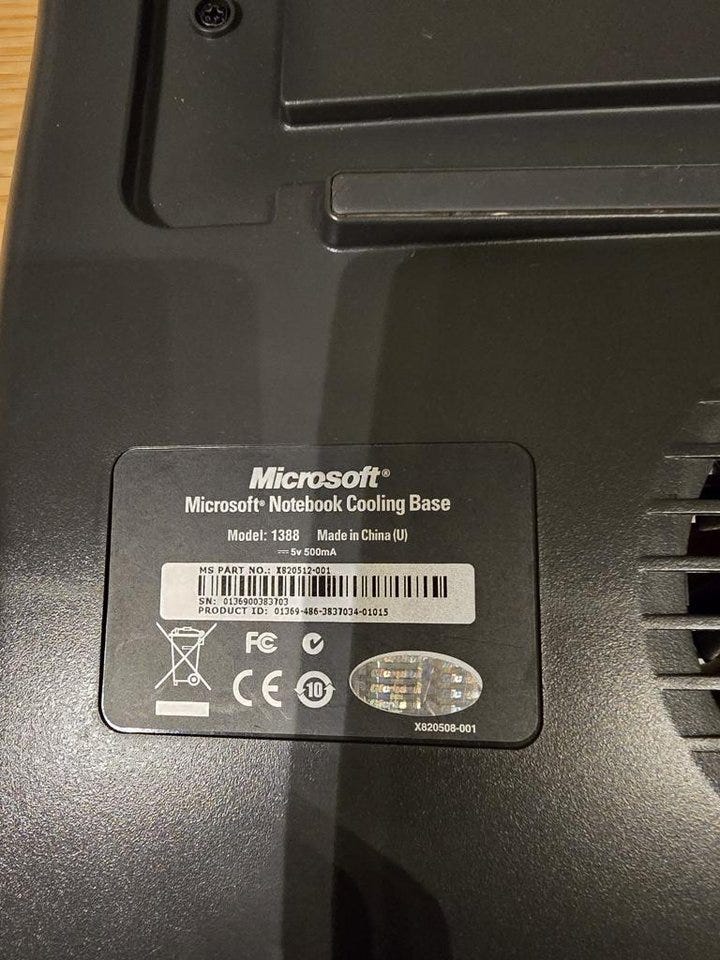 Microsoft®
Microsoft® Notebook Cooling Base
Model: 1388 Made in China (U)
⎓ 5v 500mA
MS PART NO.: X820512-001
SN: 0136900383703
PRODUCT ID: 01369-486-3837034-01015
FC
CE 10
X820508-001